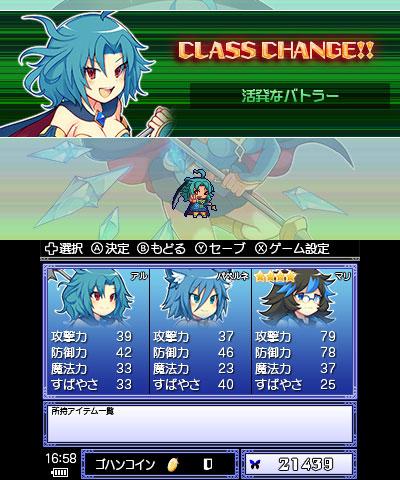 CLASS CHANGE!!
活発なバトラー
✚選択 Ⓐ決定 Ⓑもどる Ⓨセーブ Ⓧゲーム設定
アル バベルネ マリ
攻撃力 39 攻撃力 37 攻撃力 79
防御力 42 防御力 46 防御力 78
魔法力 33 魔法力 23 魔法力 37
すばやさ 33 すばやさ 40 すばやさ 25
所持アイテム一覧
16:58 ゴハンコイン 0 21439